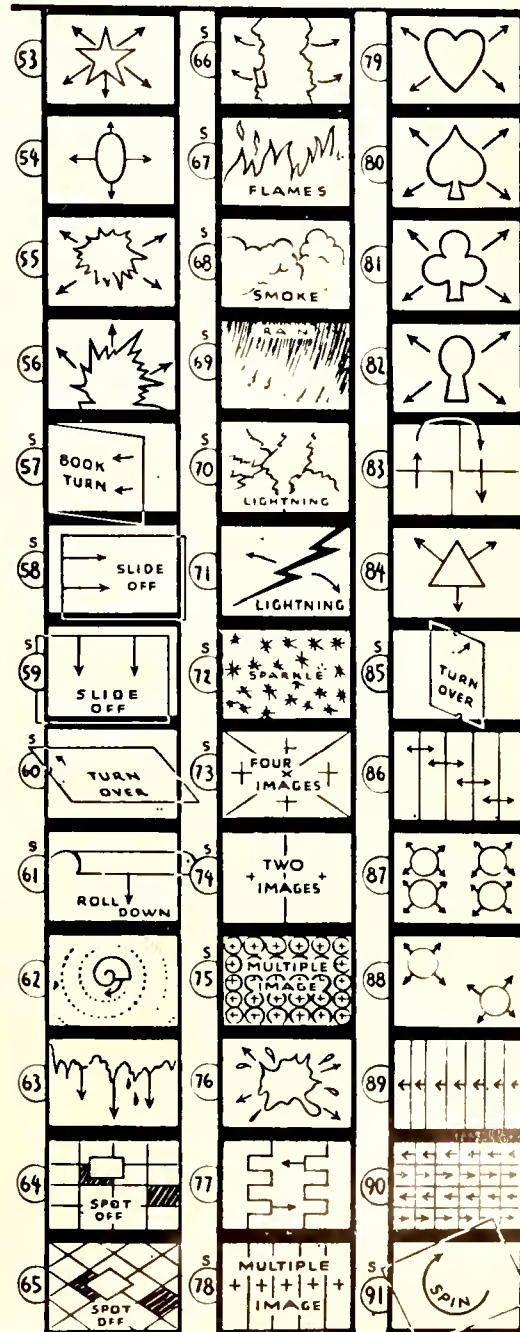 53
54
55
56
S
57
BOOK
TURN
S
58
SLIDE
OFF
S
59
SLIDE
OFF
S
60
TURN
OVER
S
61
ROLL
DOWN
62
63
64
SPOT
OFF
65
SPOT
OFF
S
66
S
67
FLAMES
S
68
SMOKE
S
69
RAIN
S
70
LIGHTNING
71
LIGHTNING
S
72
SPARKLE
S
73
FOUR
IMAGES
S
74
TWO
IMAGES
S
75
MULTIPLE
IMAGE
76
77
S
78
MULTIPLE
IMAGE
79
80
81
82
83
84
S
85
TURN
OVER
86
87
88
89
90
S
91
SPIN